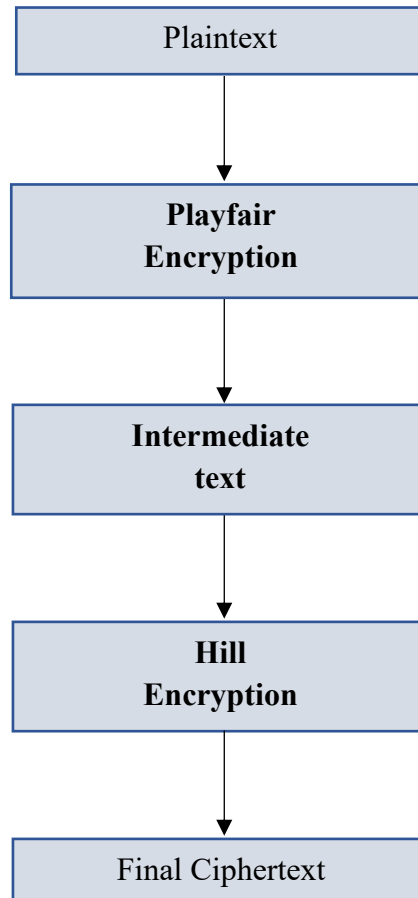 Plaintext
Playfair
Encryption
Intermediate
text
Hill
Encryption
Final Ciphertext